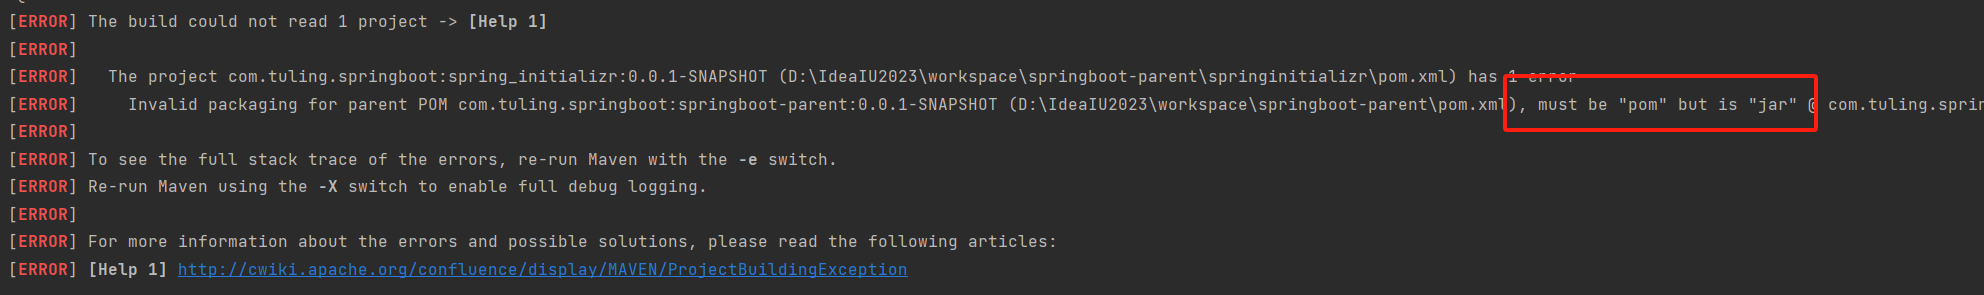 [ERROR] The build could not read 1 project -> [Help 1]
[ERROR]
[ERROR]   The project com.tuling.springboot:spring_initializr:0.0.1-SNAPSHOT (D:\IdeaIU2023\workspace\springboot-parent\springinitializr\pom.xml) has 1 error
[ERROR]     Invalid packaging for parent POM com.tuling.springboot:springboot-parent:0.0.1-SNAPSHOT (D:\IdeaIU2023\workspace\springboot-parent\pom.xml), must be "pom" but is "jar" @ com.tuling.sprin
[ERROR]
[ERROR] To see the full stack trace of the errors, re-run Maven with the -e switch.
[ERROR] Re-run Maven using the -X switch to enable full debug logging.
[ERROR]
[ERROR] For more information about the errors and possible solutions, please read the following articles:
[ERROR] [Help 1] http://cwiki.apache.org/confluence/display/MAVEN/ProjectBuildingException